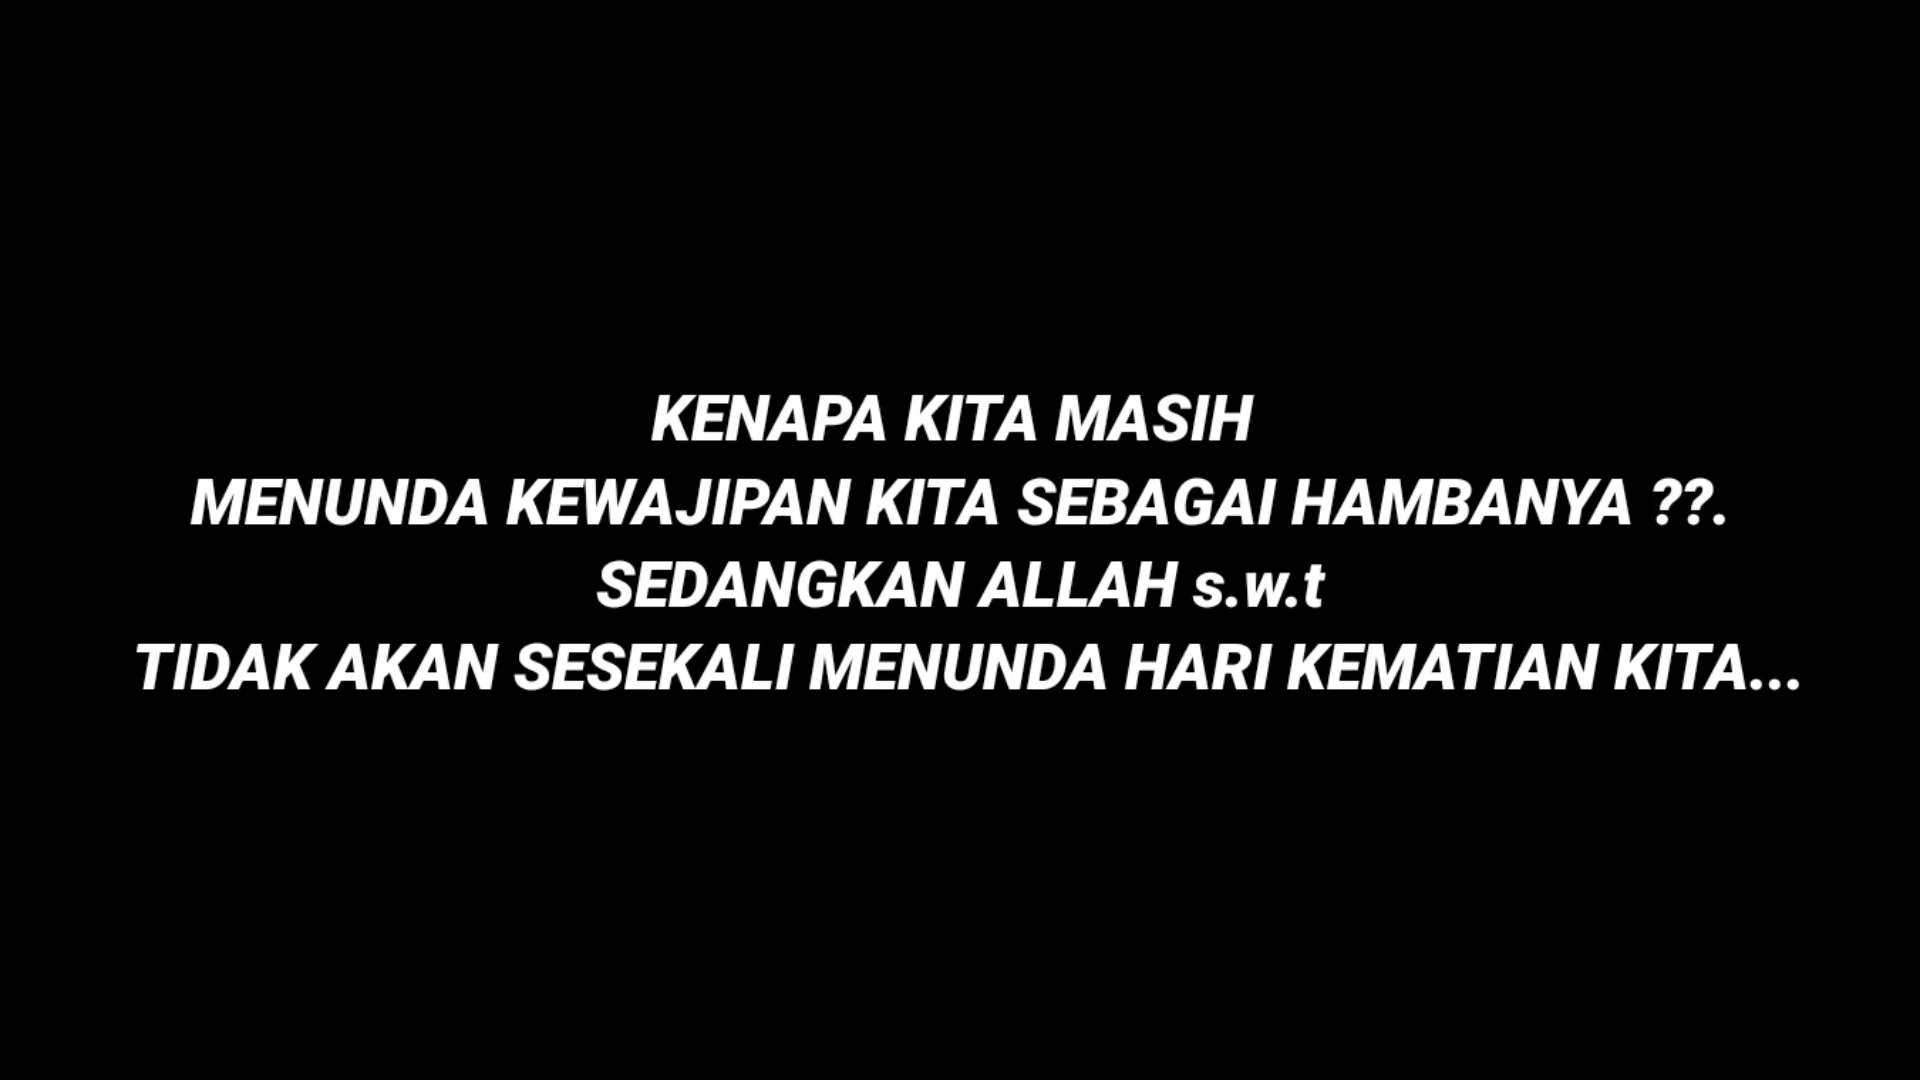 KENAPA KITA MASIH
MENUNDA KEWAJIPAN KITA SEBAGAI HAMBANYA ??.
SEDANGKAN ALLAH s.w.t
TIDAK AKAN SESEKALI MENUNDA HARI KEMATIAN KITA...